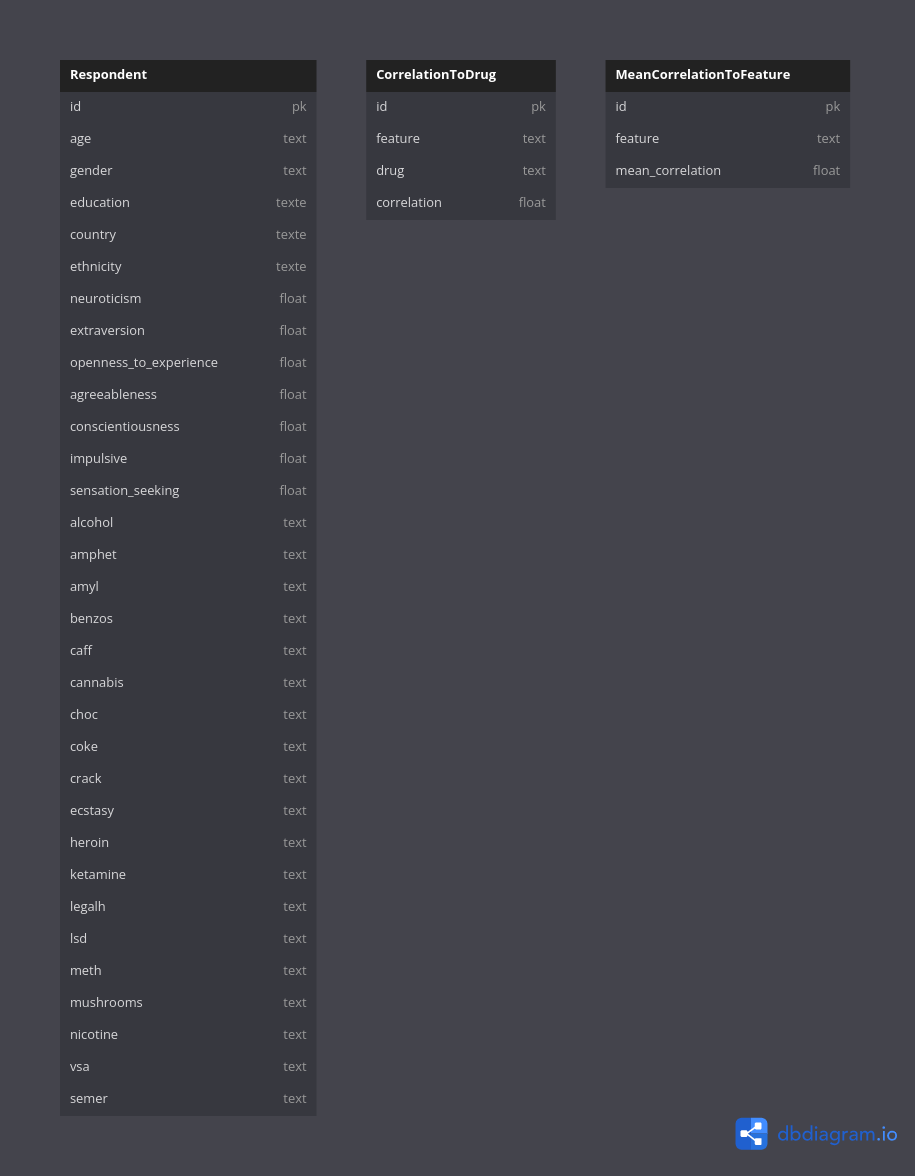 Respondent
id pk
age text
gender text
education texte
country texte
ethnicity texte
neuroticism float
extraversion float
openness_to_experience float
agreeableness float
conscientiousness float
impulsive float
sensation_seeking float
alcohol text
amphet text
amyl text
benzos text
caff text
cannabis text
choc text
coke text
crack text
ecstasy text
heroin text
ketamine text
legalh text
lsd text
meth text
mushrooms text
nicotine text
vsa text
semer text
CorrelationToDrug
id pk
feature text
drug text
correlation float
MeanCorrelationToFeature
id pk
feature text
mean_correlation float
dbdiagram.io